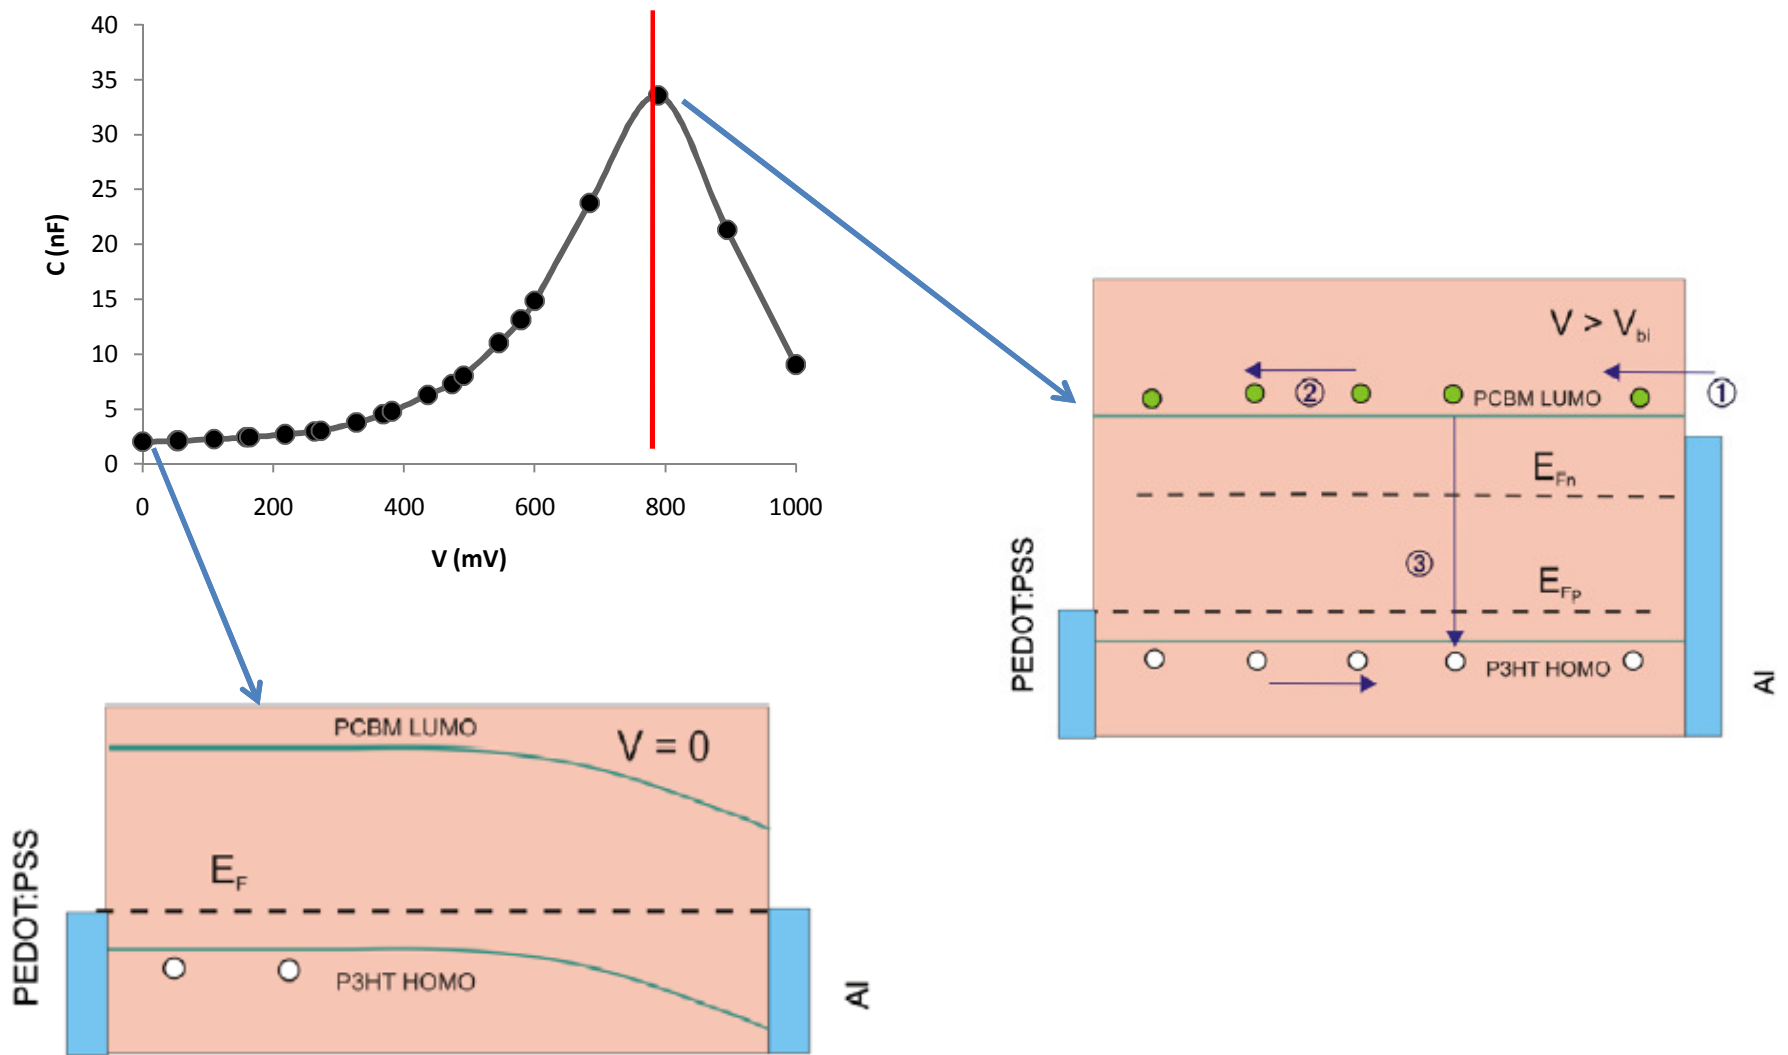 40
35
30
25
20
15
10
5
0
C (nF)
0 200 400 600 800 1000
V (mV)
V > Vbi
①
②
PCBM LUMO
EFn
③
EFp
P3HT HOMO
PEDOT:PSS
Al
PCBM LUMO
V = 0
EF
P3HT HOMO
PEDOT:PSS
Al